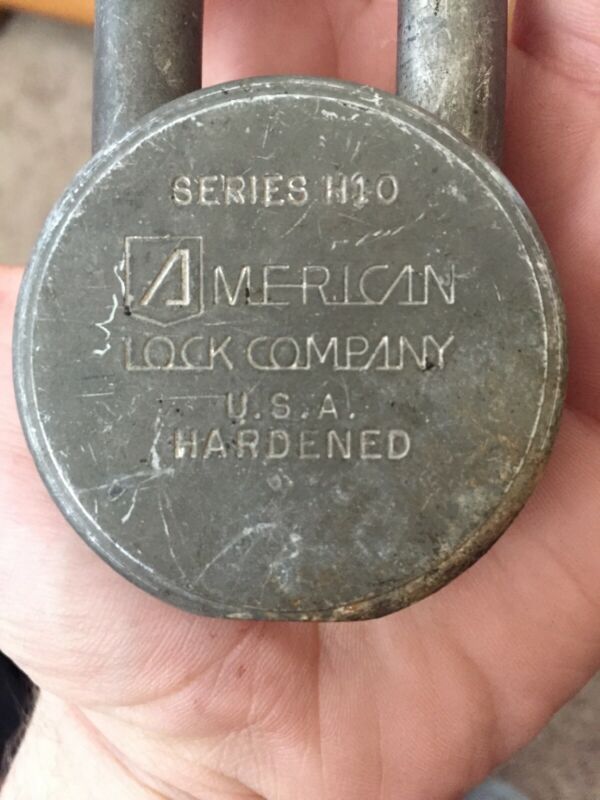 SERIES H10
AMERICAN
LOCK COMPANY
U.S.A.
HARDENED